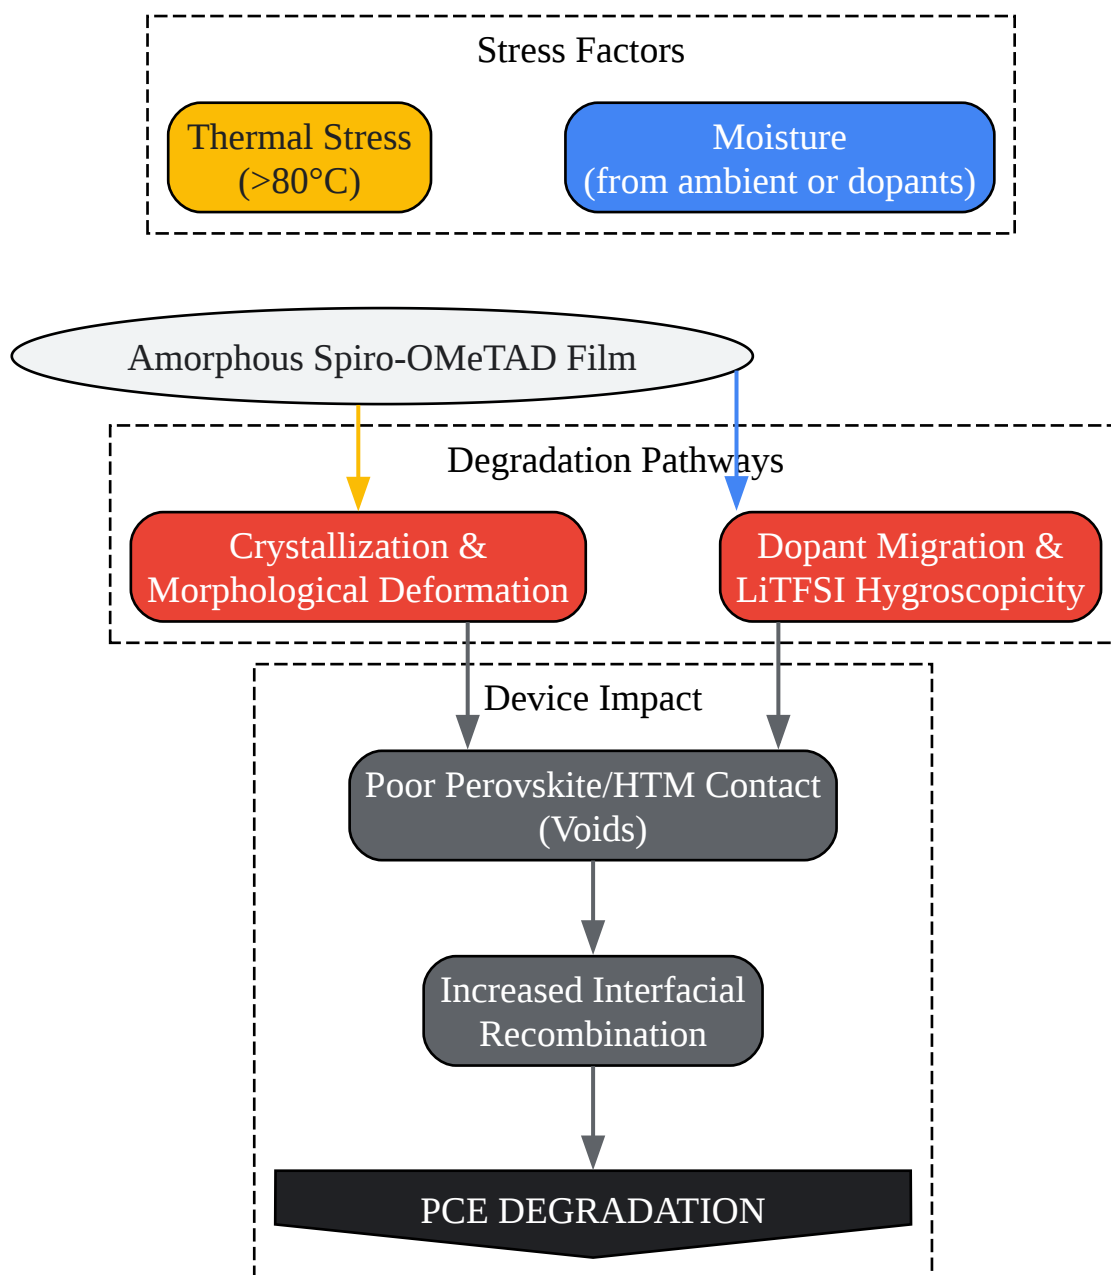 Stress Factors
Thermal Stress
(>80°C)
Moisture
(from ambient or dopants)
Amorphous Spiro-OMeTAD Film
Degradation Pathways
Crystallization &
Morphological Deformation
Dopant Migration &
LiTFSI Hygroscopicity
Device Impact
Poor Perovskite/HTM Contact
(Voids)
Increased Interfacial
Recombination
PCE DEGRADATION